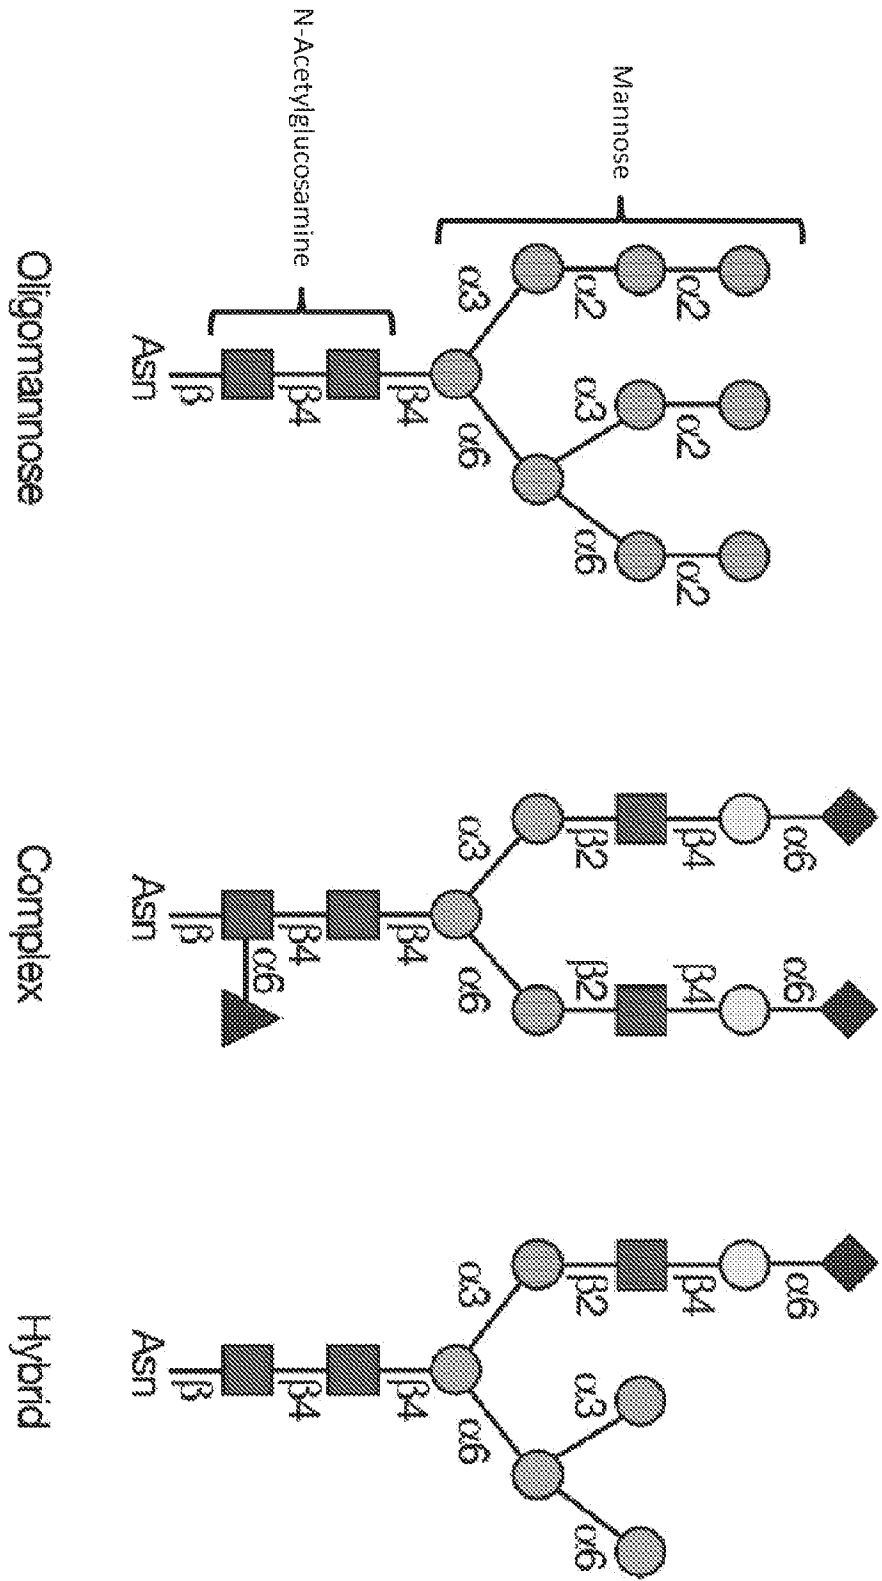 Mannose
α2
α2
α2
α2
α3
α3
α6
α6
β4
N-Acetylglucosamine
β4
β
Asn
Oligomannose
α6
α6
β4
β4
β2
β2
α3
α6
β4
β4
α6
β
Asn
Complex
α6
β4
β2
α3
α3
α6
α6
β4
β4
β
Asn
Hybrid